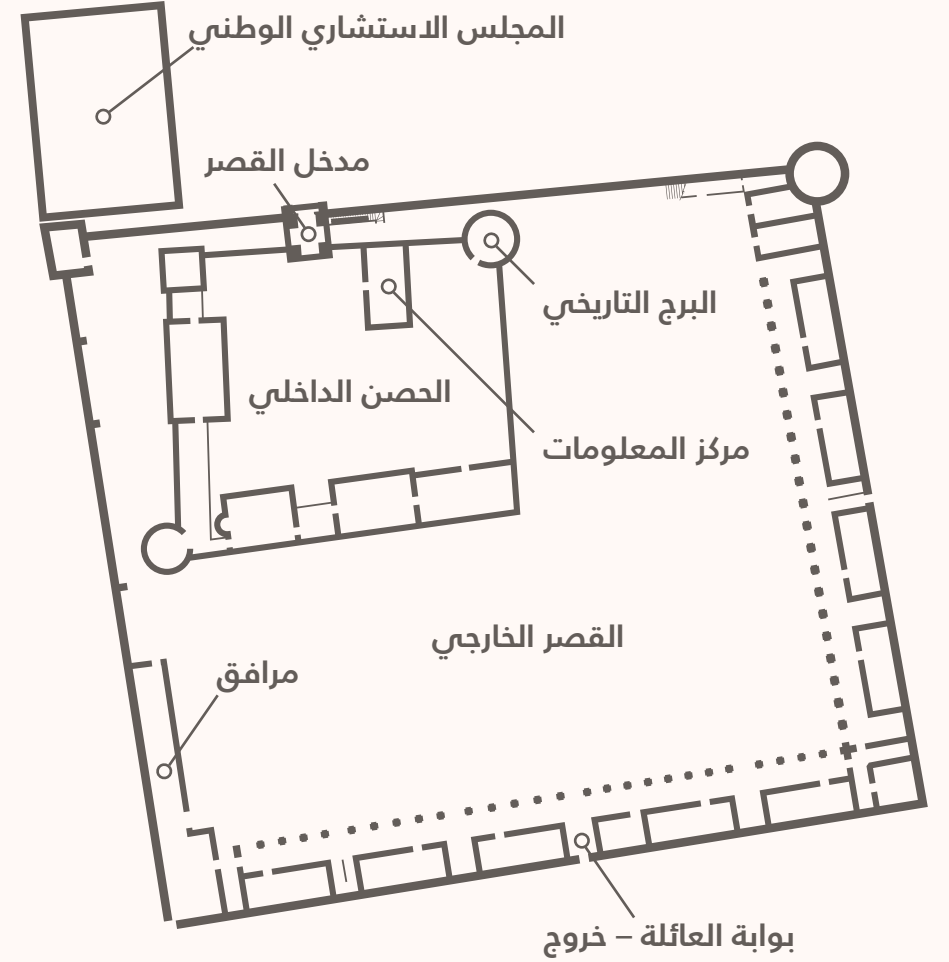 المجلس الاستشاري الوطني
مدخل القصر
البرج التاريخي
الحصن الداخلي
مركز المعلومات
القصر الخارجي
مرافق
بوابة العائلة – خروج